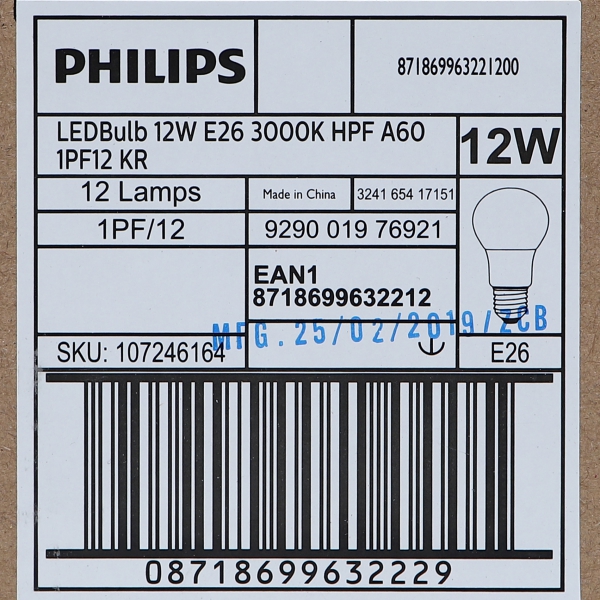 PHILIPS
871869963221200
LEDBulb 12W E26 3000K HPF A60
1PF12 KR
12W
12 Lamps
Made in China
3241 654 17151
1PF/12
9290 019 76921
EAN1
8718699632212
MFG. 25/02/2019/ZCB
SKU: 107246164
E26
08718699632229